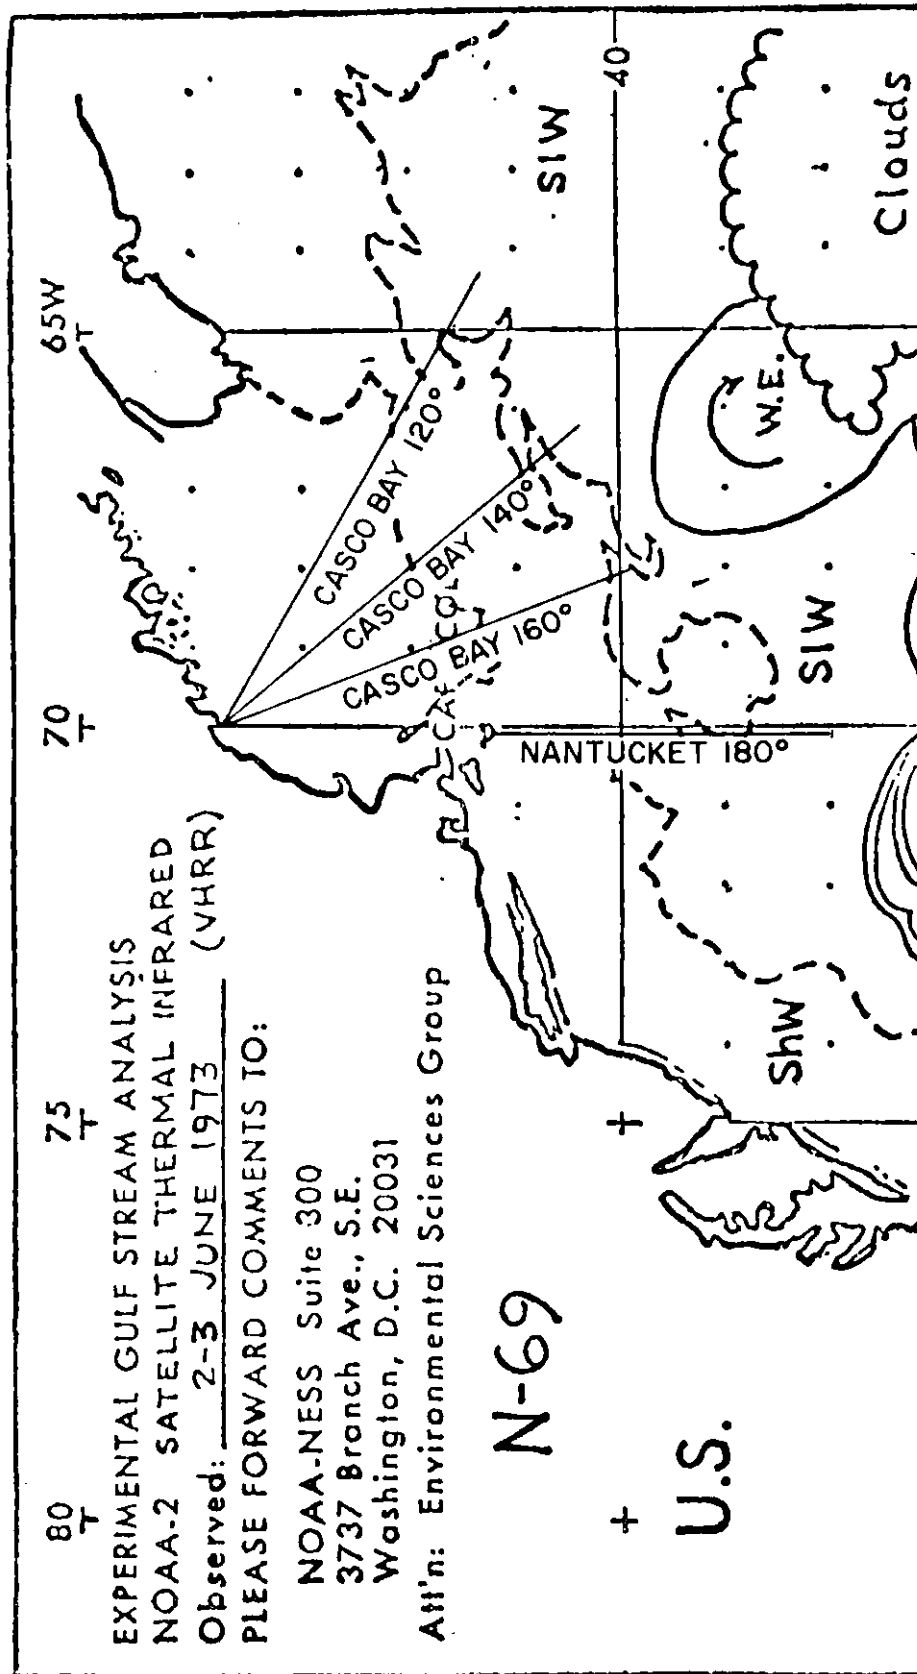 80
75
70
65W
EXPERIMENTAL GULF STREAM ANALYSIS
NOAA-2 SATELLITE THERMAL INFRARED
Observed: 2-3 JUNE 1973 (VHRR)
PLEASE FORWARD COMMENTS TO:
NOAA-NESS Suite 300
3737 Branch Ave., S.E.
Washington, D.C. 20031
Att'n: Environmental Sciences Group
N-69
U.S.
CASCO BAY 120°
CASCO BAY 140°
CASCO BAY 160°
NANTUCKET 180°
SlW
40
W.E.
SlW
ShW
Clouds